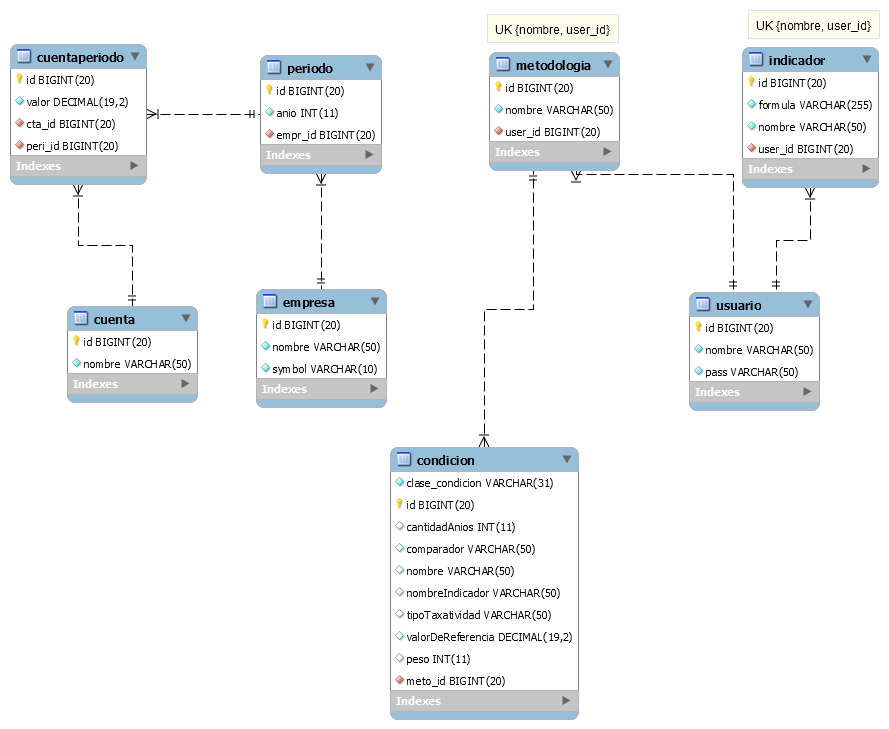 UK {nombre, user_id}
UK {nombre, user_id}
cuentaperiodo
id BIGINT(20)
valor DECIMAL(19,2)
cta_id BIGINT(20)
peri_id BIGINT(20)
Indexes
periodo
id BIGINT(20)
anio INT(11)
empr_id BIGINT(20)
Indexes
metodologia
id BIGINT(20)
nombre VARCHAR(50)
user_id BIGINT(20)
Indexes
indicador
id BIGINT(20)
formula VARCHAR(255)
nombre VARCHAR(50)
user_id BIGINT(20)
Indexes
cuenta
id BIGINT(20)
nombre VARCHAR(50)
Indexes
empresa
id BIGINT(20)
nombre VARCHAR(50)
symbol VARCHAR(10)
Indexes
usuario
id BIGINT(20)
nombre VARCHAR(50)
pass VARCHAR(50)
Indexes
condicion
clase_condicion VARCHAR(31)
id BIGINT(20)
cantidadAnios INT(11)
comparador VARCHAR(50)
nombre VARCHAR(50)
nombreIndicador VARCHAR(50)
tipoTaxatividad VARCHAR(50)
valorDeReferencia DECIMAL(19,2)
peso INT(11)
meto_id BIGINT(20)
Indexes